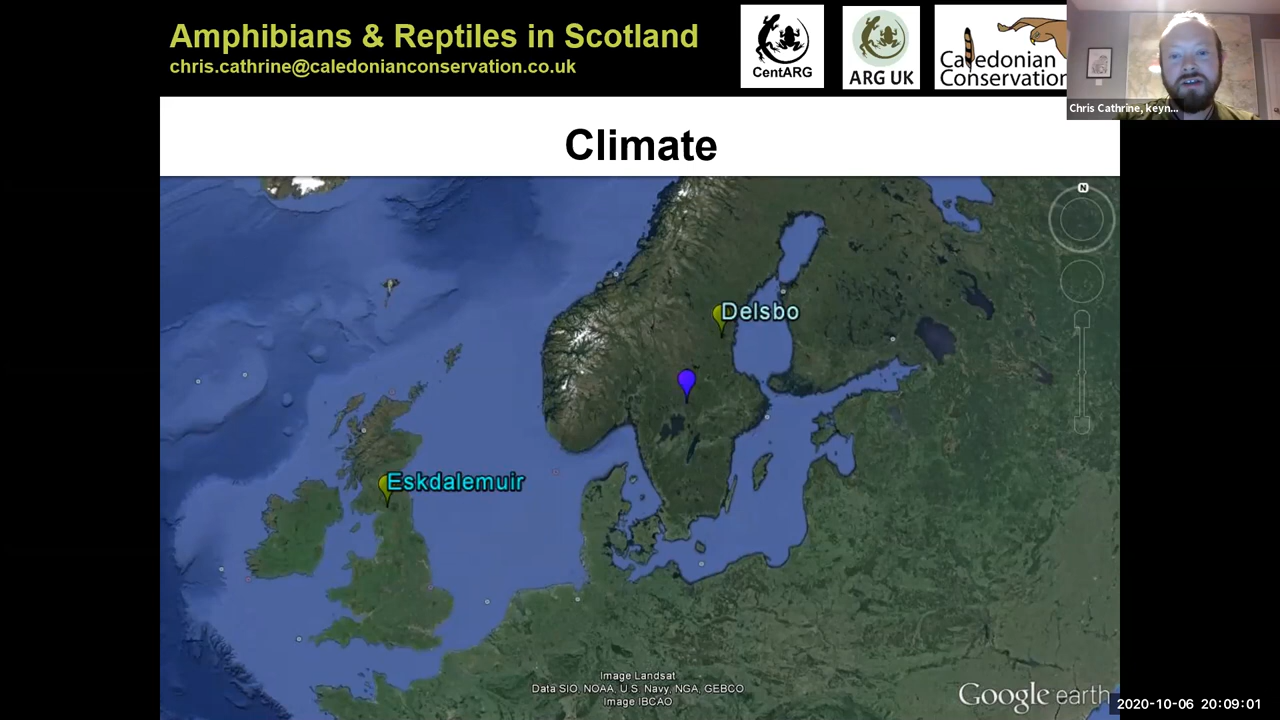 Amphibians & Reptiles in Scotland
chris.cathrine@caledonianconservation.co.uk
CentARG
ARG UK
Caledonian
Conservation
Chris Cathrine, keyn...
Climate
N
Delsbo
Eskdalemuir
Image Landsat
Data SIO, NOAA, U.S. Navy, NGA, GEBCO
Image IBCAO
Google earth
2020-10-06 20:09:01